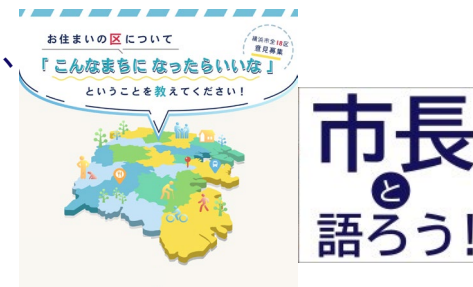 お住まいの区について
横浜市全18区
意見募集
「こんなまちに なったらいいな」
ということを教えてください!
市長
と
語ろう!